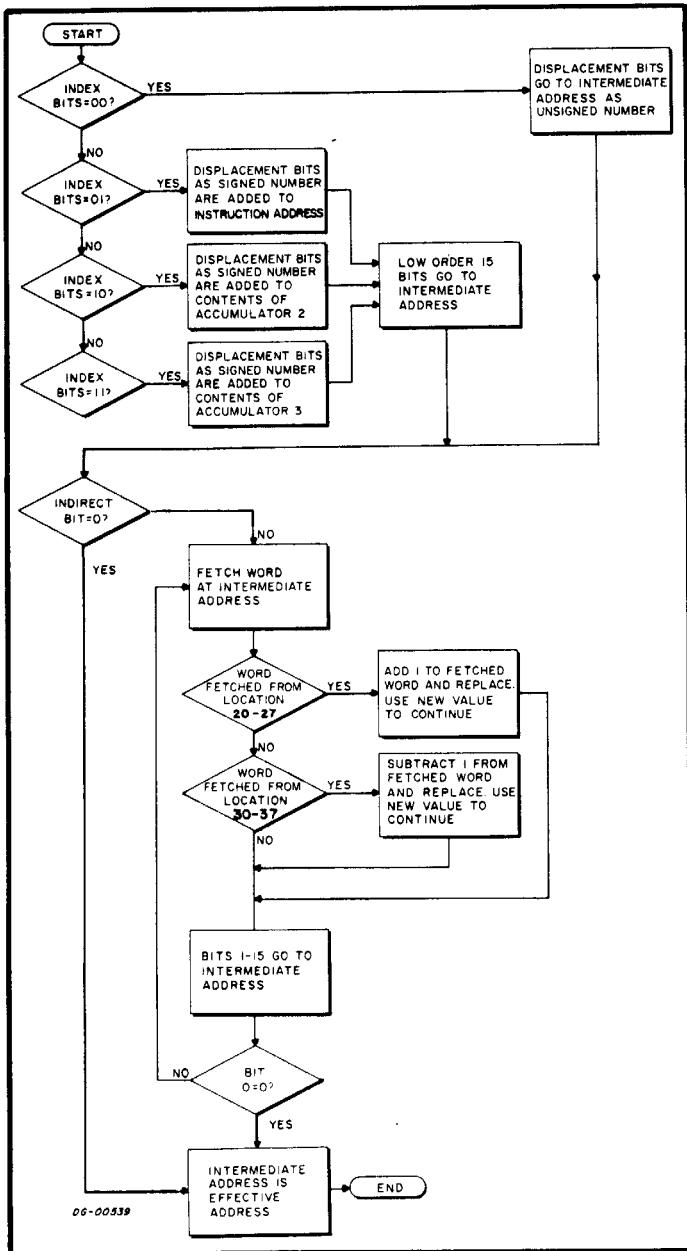 START
INDEX
BITS=00?
YES
DISPLACEMENT BITS
GO TO INTERMEDIATE
ADDRESS AS
UNSIGNED NUMBER
NO
INDEX
BITS=01?
YES
DISPLACEMENT BITS
AS SIGNED NUMBER
ARE ADDED TO
INSTRUCTION ADDRESS
NO
INDEX
BITS=10?
YES
DISPLACEMENT BITS
AS SIGNED NUMBER
ARE ADDED TO
CONTENTS OF
ACCUMULATOR 2
LOW ORDER 15
BITS GO TO
INTERMEDIATE
ADDRESS
NO
INDEX
BITS=11?
YES
DISPLACEMENT BITS
AS SIGNED NUMBER
ARE ADDED TO
CONTENTS OF
ACCUMULATOR 3
INDIRECT
BIT=0?
NO
YES
FETCH WORD
AT INTERMEDIATE
ADDRESS
WORD
FETCHED FROM
LOCATION
20-27
YES
ADD 1 TO FETCHED
WORD AND REPLACE.
USE NEW VALUE
TO CONTINUE
NO
WORD
FETCHED FROM
LOCATION
30-37
YES
SUBTRACT 1 FROM
FETCHED WORD
AND REPLACE. USE
NEW VALUE TO
CONTINUE
NO
BITS 1-15 GO TO
INTERMEDIATE
ADDRESS
BIT
0=0?
NO
YES
INTERMEDIATE
ADDRESS IS
EFFECTIVE
ADDRESS
END
DG-00539